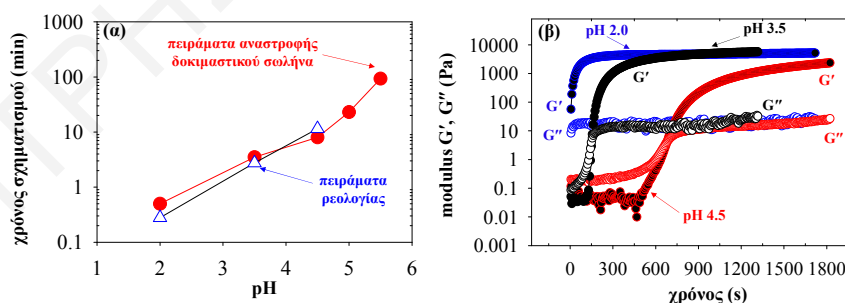 (α)
χρόνος σχηματισμού (min)
1000
100
10
1
0.1
πειράματα αναστροφής
δοκιμαστικού σωλήνα
πειράματα
ρεολογίας
1 2 3 4 5 6
pH
(β)
modulus G′, G″ (Pa)
10000
1000
100
10
1
0.1
0.01
0.001
pH 2.0
pH 3.5
G′
G′
G′
G″
G″
G″
pH 4.5
0 300 600 900 1200 1500 1800
χρόνος (s)